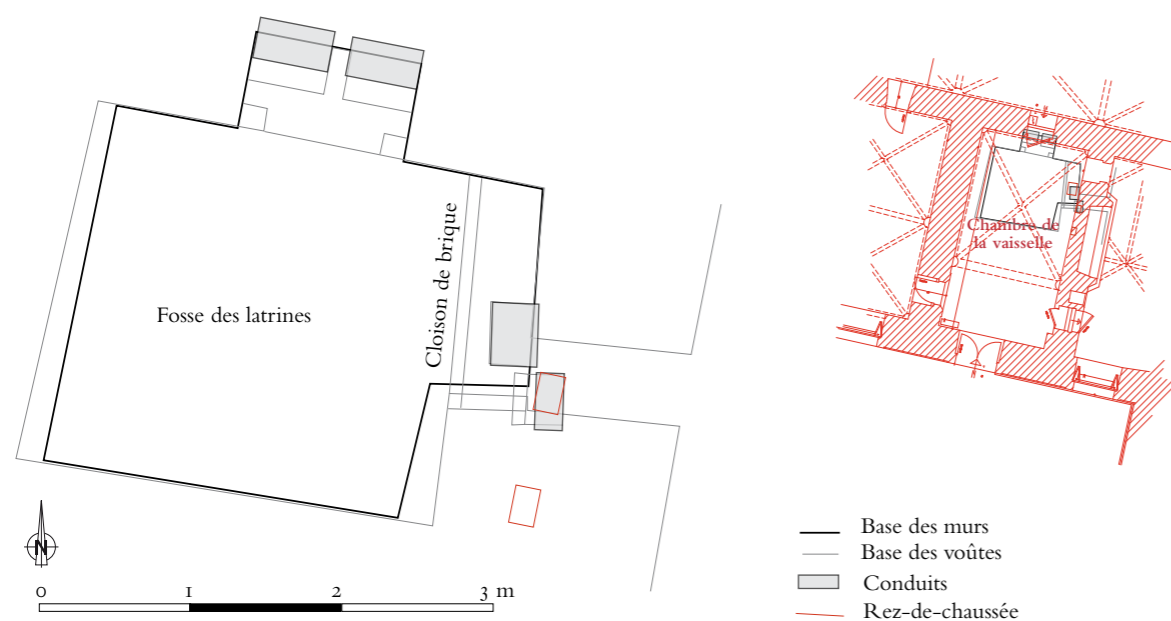 Fosse des latrines
Cloison de brique
Chambre de
la vaisselle
N
0 1 2 3 m
Base des murs
Base des voûtes
Conduits
Rez-de-chaussée